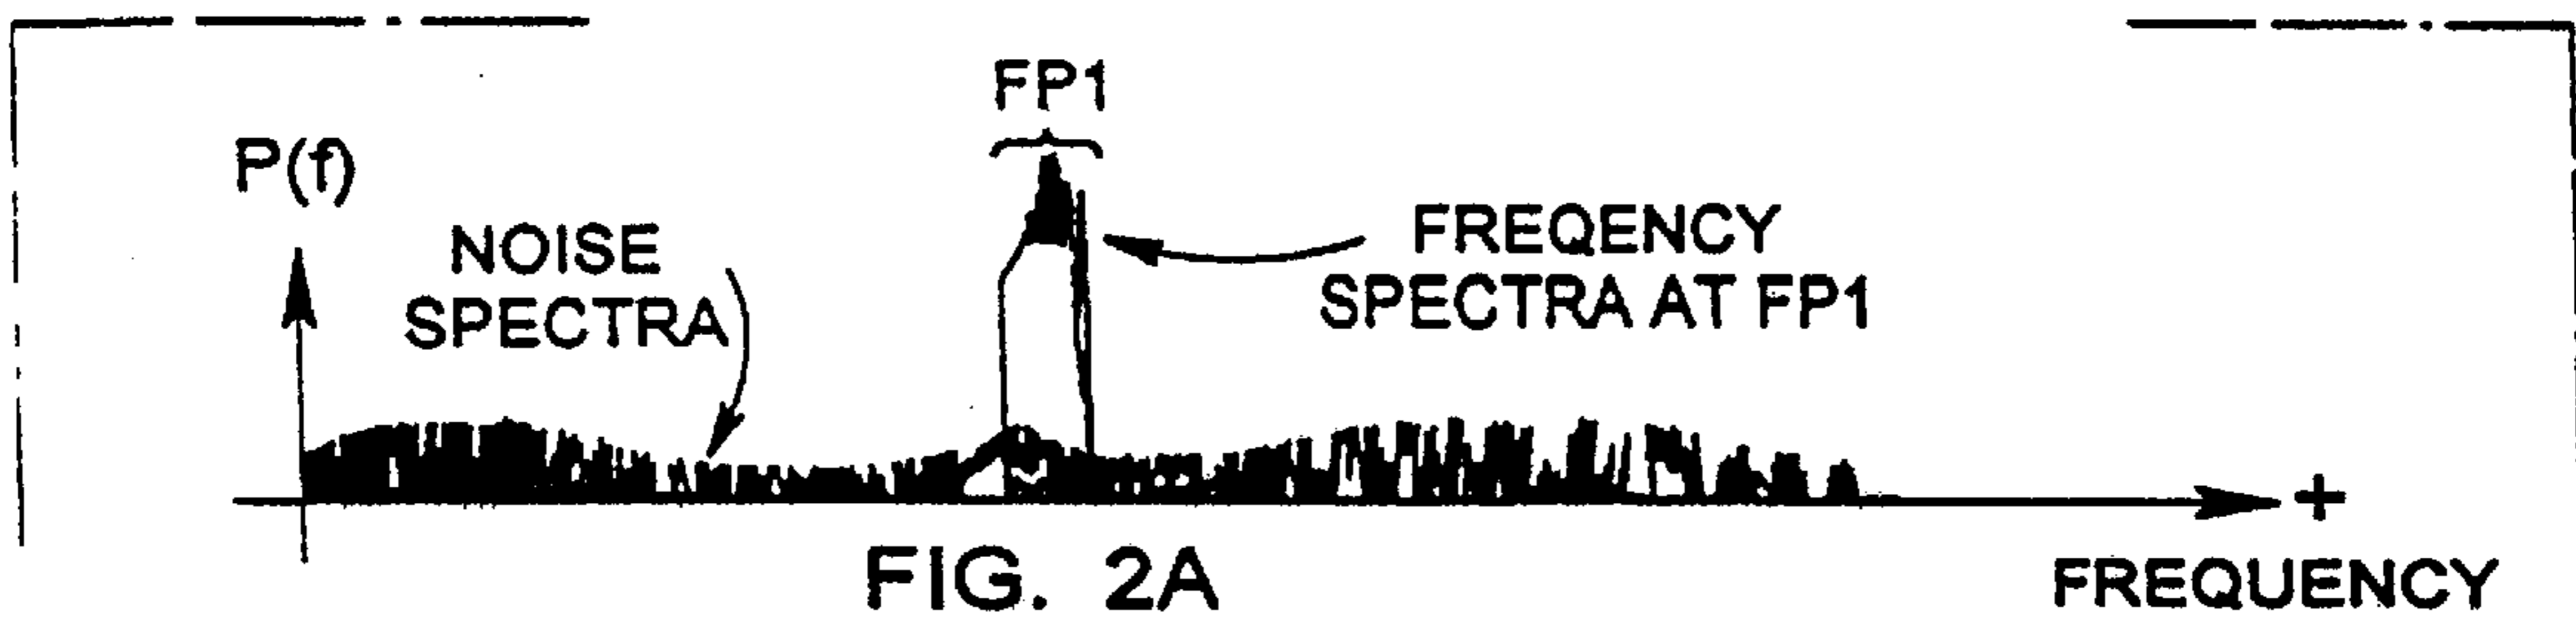 FP1
P(f)
NOISE
SPECTRA
FREQENCY
SPECTRA AT FP1
+
FREQUENCY
FIG. 2A